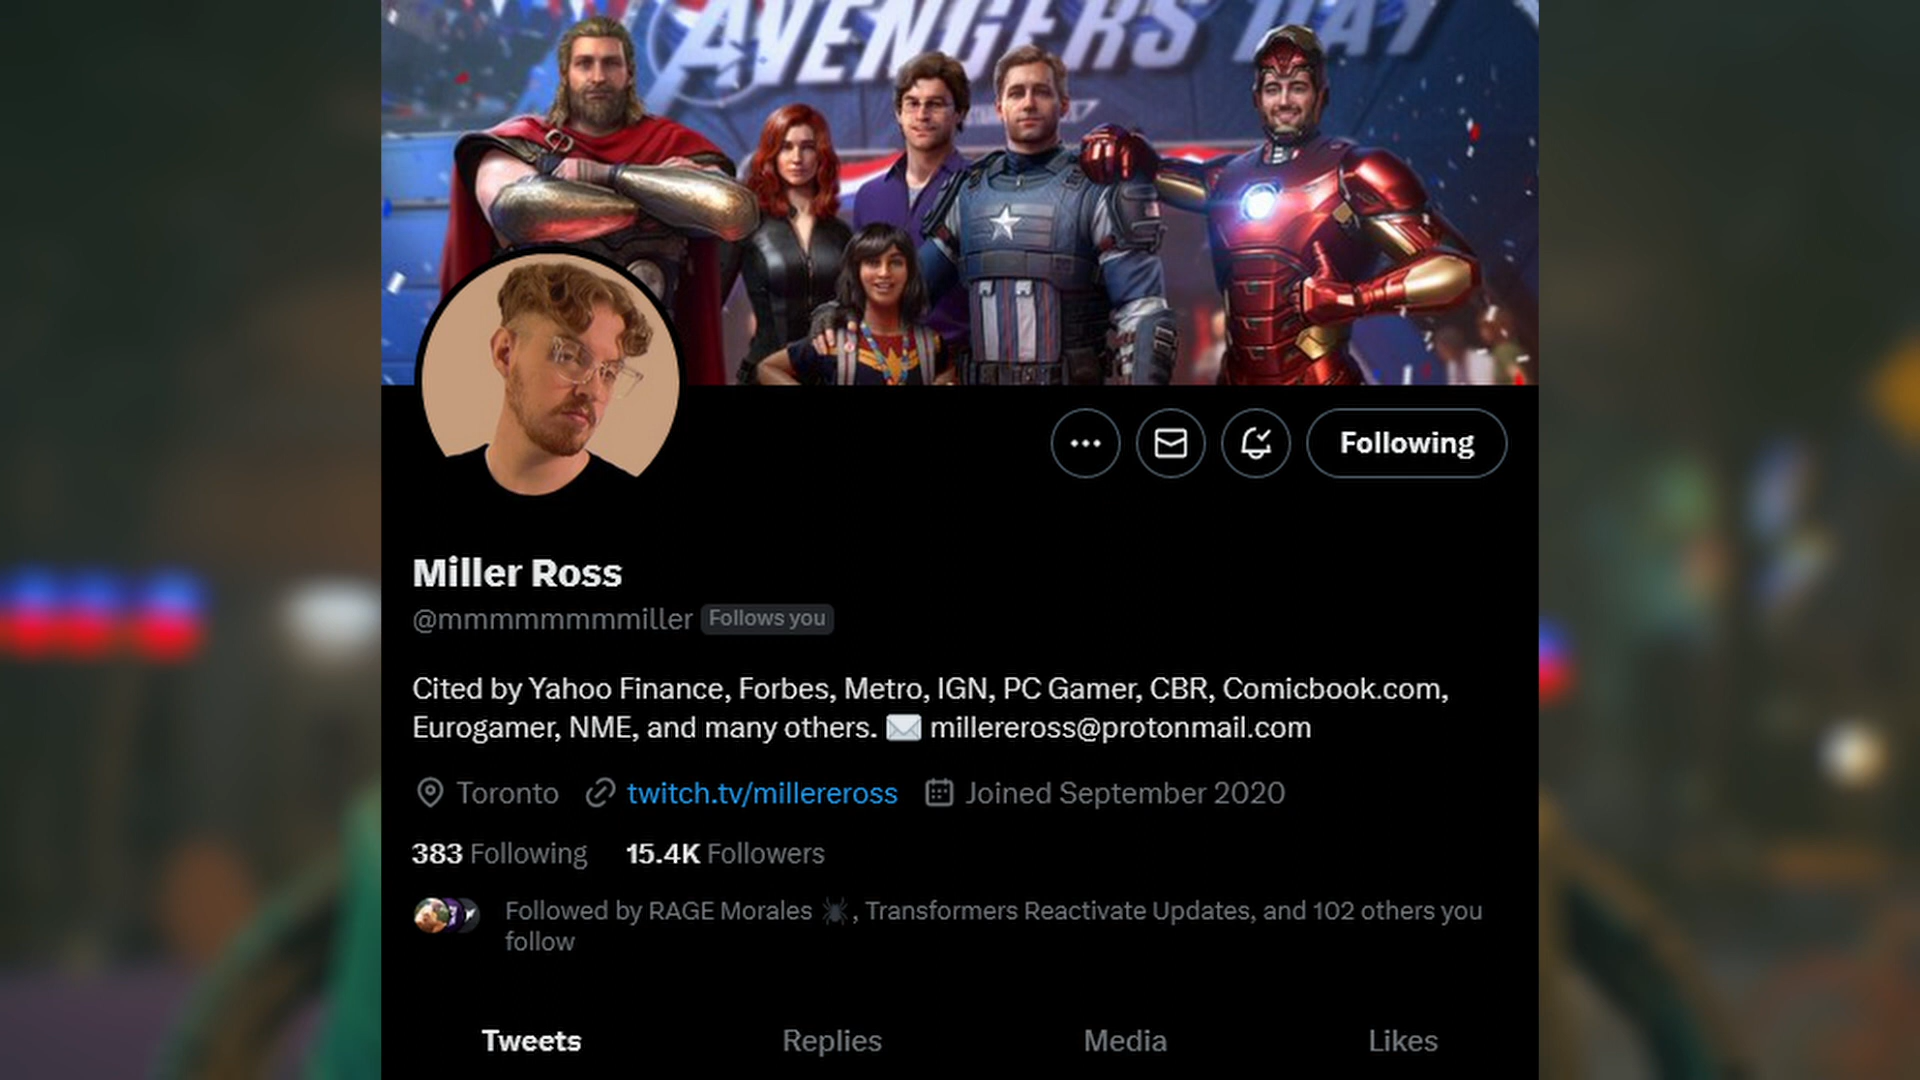 AVENGERS DAY
Following
Miller Ross
@mmmmmmmmiller Follows you
Cited by Yahoo Finance, Forbes, Metro, IGN, PC Gamer, CBR, Comicbook.com,
Eurogamer, NME, and many others. ✉️ millereross@protonmail.com
Toronto twitch.tv/millereross Joined September 2020
383 Following 15.4K Followers
Followed by RAGE Morales 🕷️, Transformers Reactivate Updates, and 102 others you
follow
Tweets Replies Media Likes